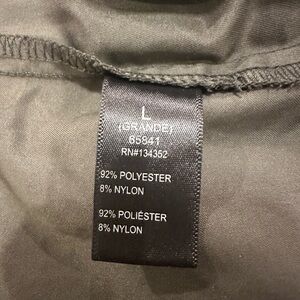 L
(GRANDE)
65841
RN#134352
92% POLYESTER
8% NYLON
92% POLIÉSTER
8% NYLON